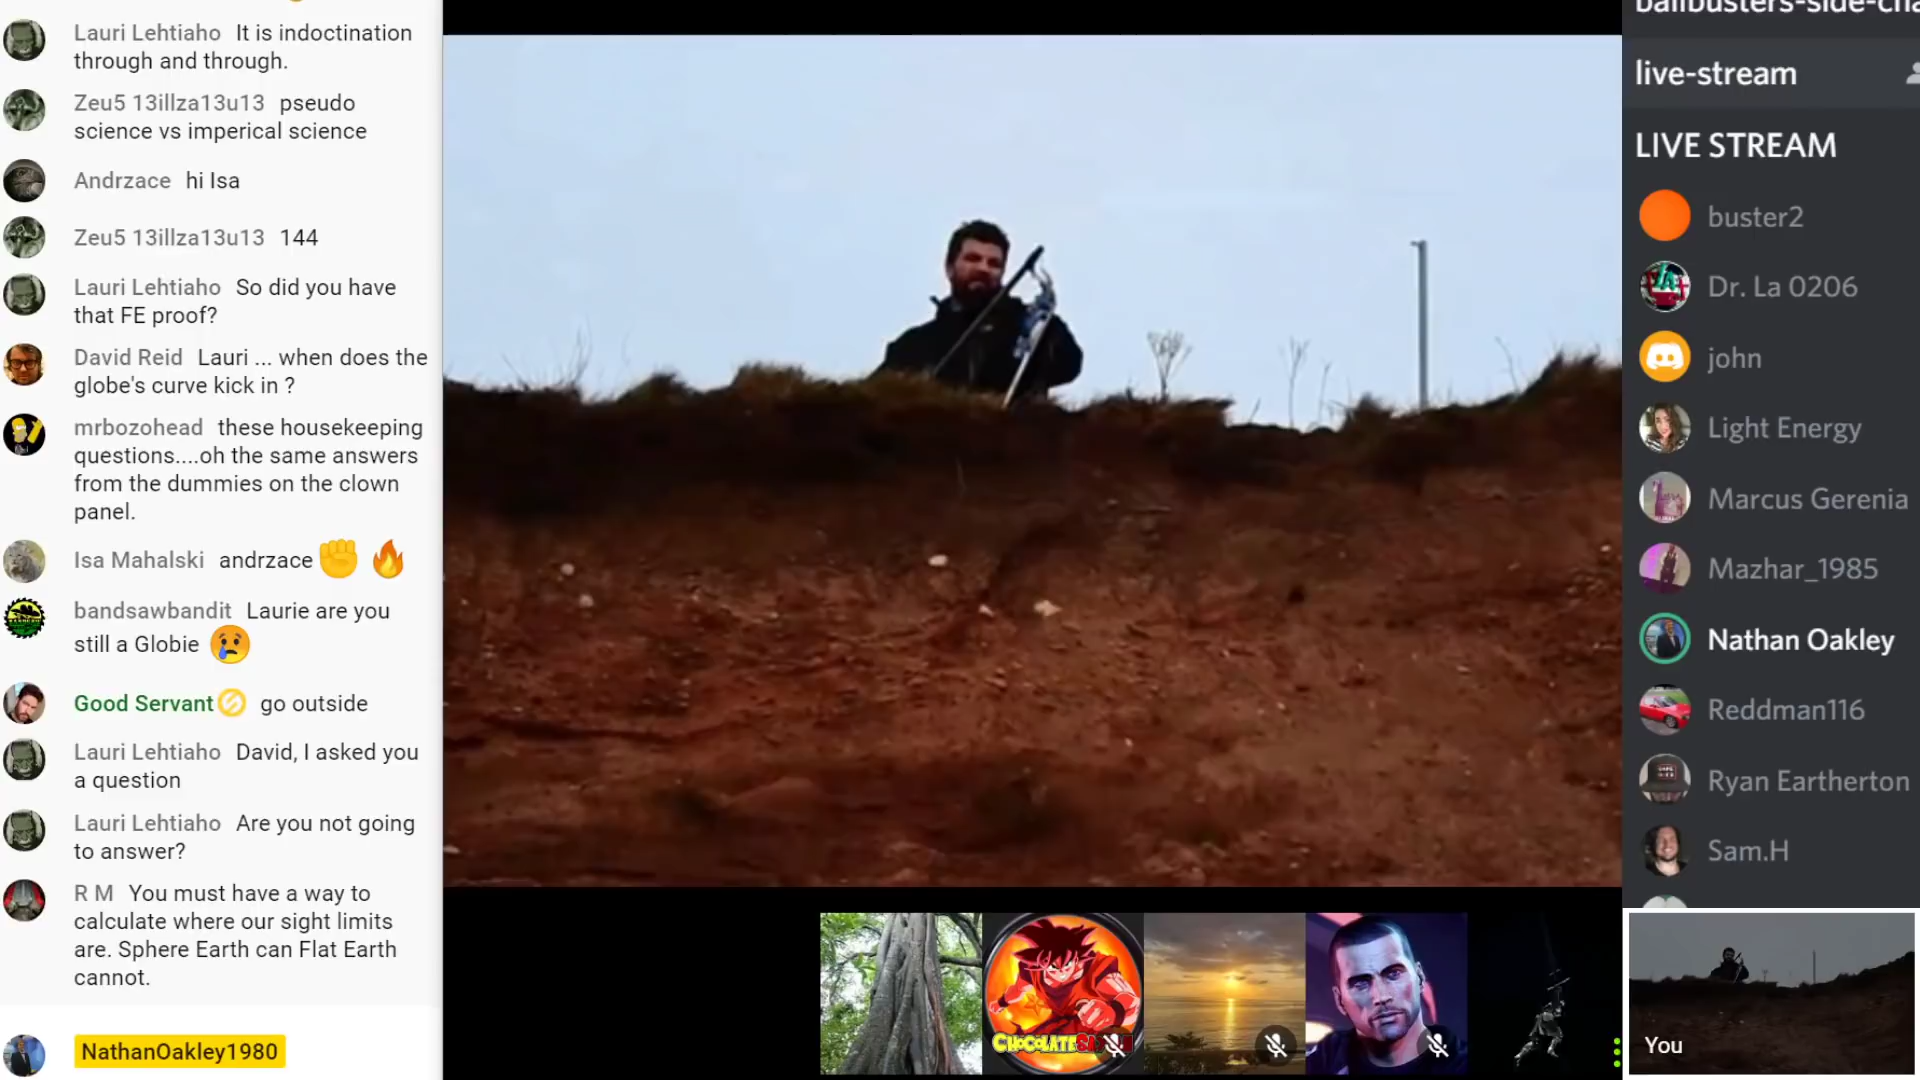 Lauri Lehtiaho It is indoctination
through and through.
Zeu5 13illza13u13 pseudo
science vs imperical science
Andrzace hi Isa
Zeu5 13illza13u13 144
Lauri Lehtiaho So did you have
that FE proof?
David Reid Lauri ... when does the
globe's curve kick in ?
mrbozohead these housekeeping
questions....oh the same answers
from the dummies on the clown
panel.
Isa Mahalski andrzace
bandsawbandit Laurie are you
still a Globie
Good Servant go outside
Lauri Lehtiaho David, I asked you
a question
Lauri Lehtiaho Are you not going
to answer?
R M You must have a way to
calculate where our sight limits
are. Sphere Earth can Flat Earth
cannot.
NathanOakley1980
live-stream
LIVE STREAM
buster2
Dr. La 0206
john
Light Energy
Marcus Gerenia
Mazhar_1985
Nathan Oakley
Reddman116
Ryan Eartherton
Sam.H
You